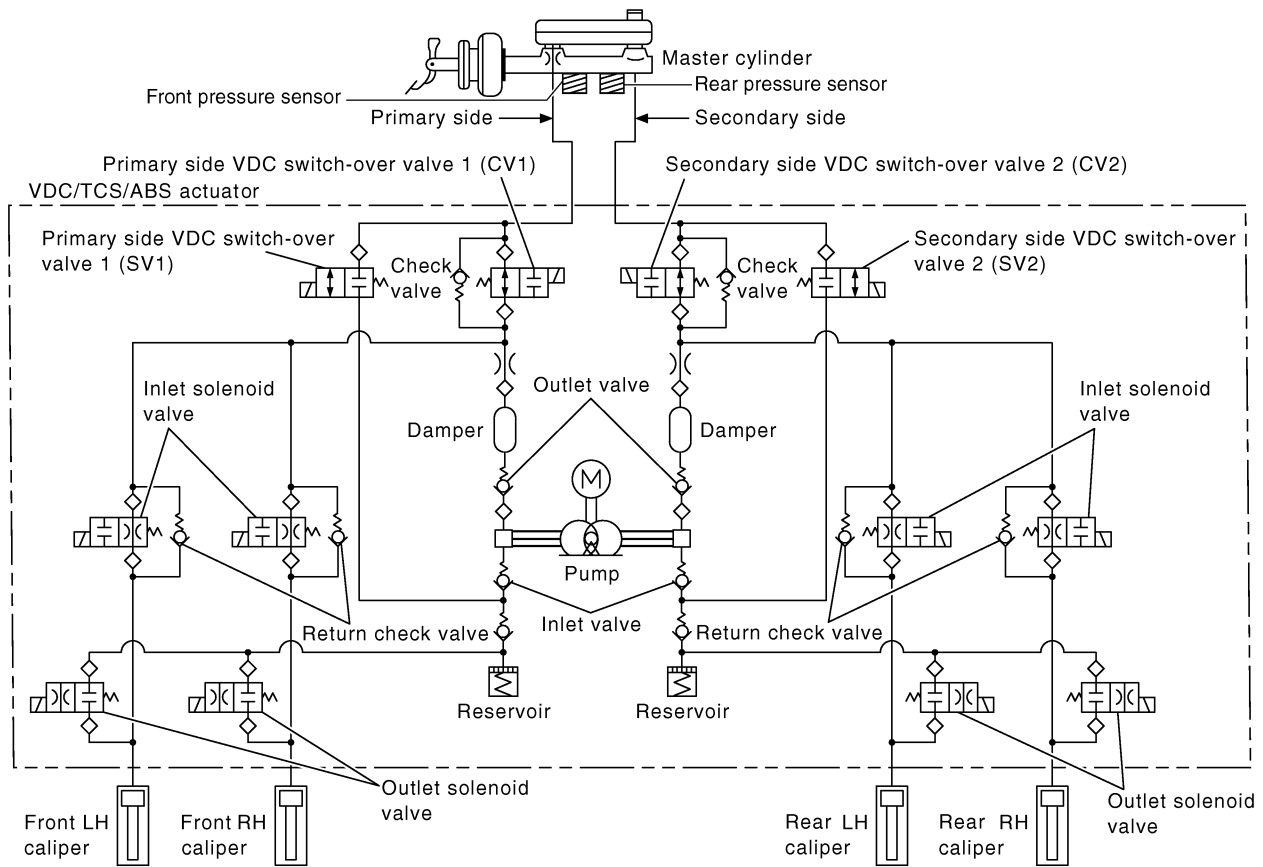 Master cylinder
Front pressure sensor
Rear pressure sensor
Primary side
Secondary side
Primary side VDC switch-over valve 1 (CV1)
Secondary side VDC switch-over valve 2 (CV2)
VDC/TCS/ABS actuator
Primary side VDC switch-over
valve 1 (SV1)
Check
valve
Check
valve
Secondary side VDC switch-over
valve 2 (SV2)
Inlet solenoid
valve
Outlet valve
Inlet solenoid
valve
Damper
Damper
M
Pump
Return check valve
Inlet valve
Return check valve
Reservoir
Reservoir
Outlet solenoid
valve
Outlet solenoid
valve
Front LH
caliper
Front RH
caliper
Rear LH
caliper
Rear RH
caliper